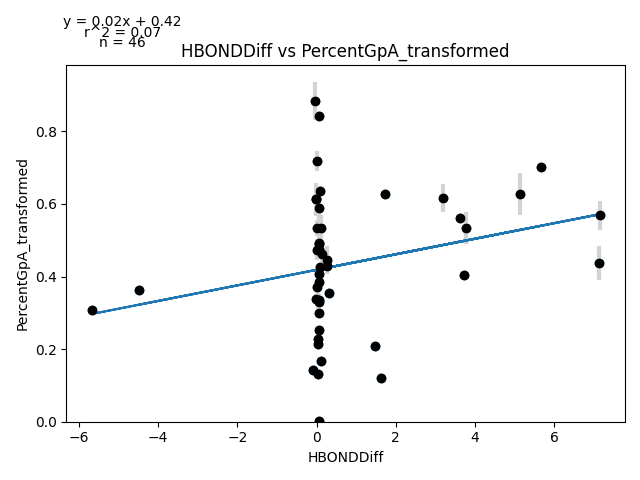 y = 0.02x + 0.42
r^2 = 0.07
n = 46
HBONDDiff vs PercentGpA_transformed
PercentGpA_transformed
0.8
0.6
0.4
0.2
0.0
−6
−4
−2
0
2
4
6
HBONDDiff